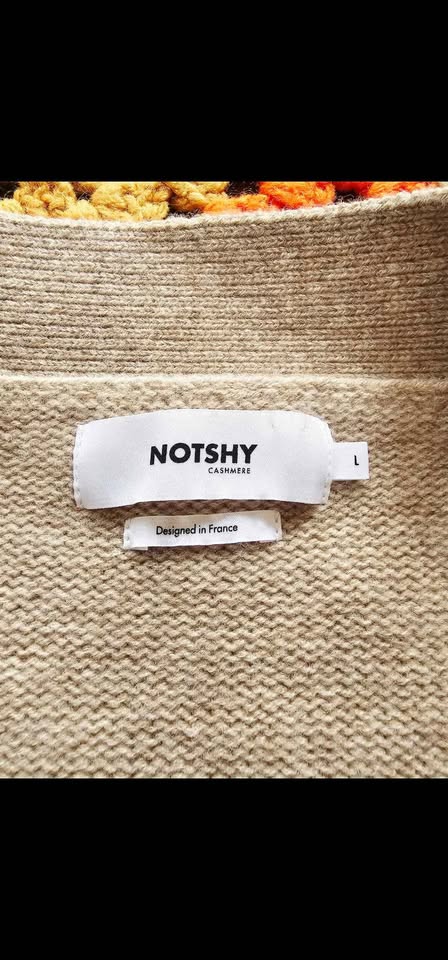 NOTSHY
CASHMERE
L
Designed in France